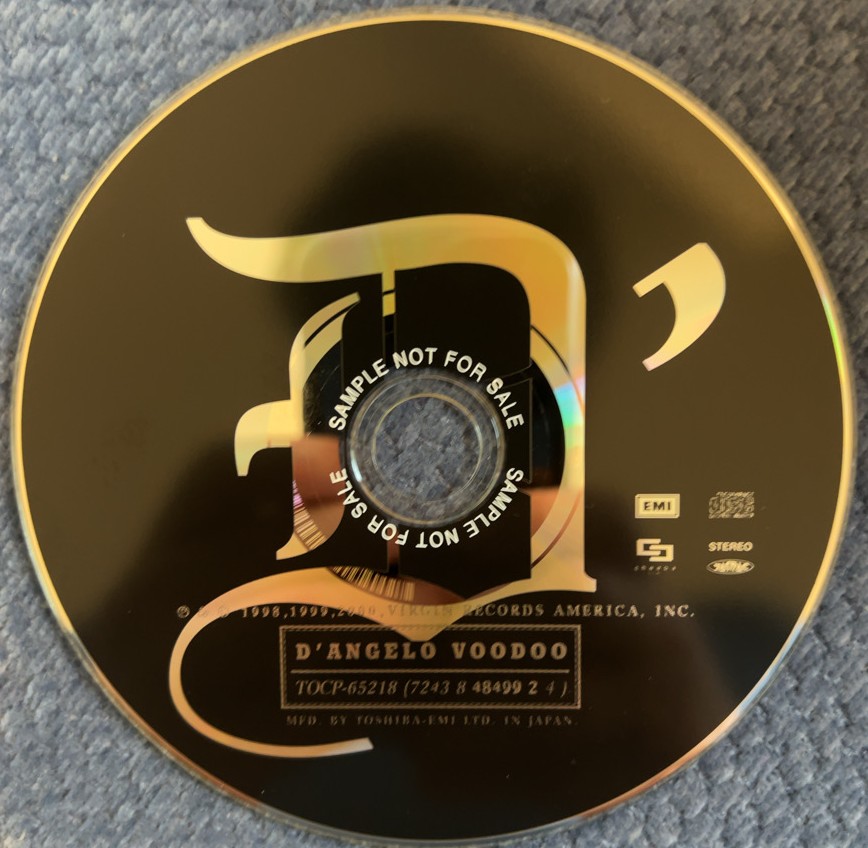 D'
SAMPLE NOT FOR SALE
SAMPLE NOT FOR SALE
EMI
STEREO
1998,1999,2000, VIRGIN RECORDS AMERICA, INC.
D'ANGELO VOODOO
TOCP-65218 (7243 8 48499 2 4)
MFD. BY TOSHIBA-EMI LTD. IN JAPAN.